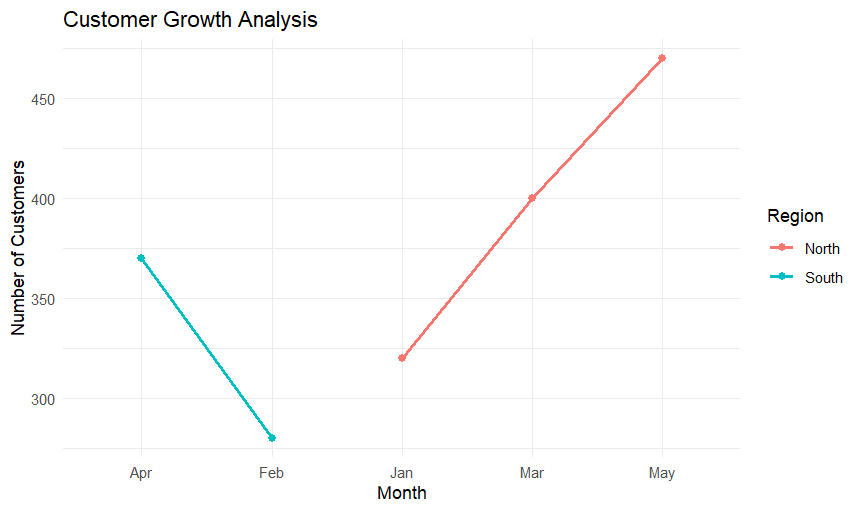 Customer Growth Analysis
Number of Customers
450
400
350
300
Apr
Feb
Jan
Mar
May
Month
Region
North
South